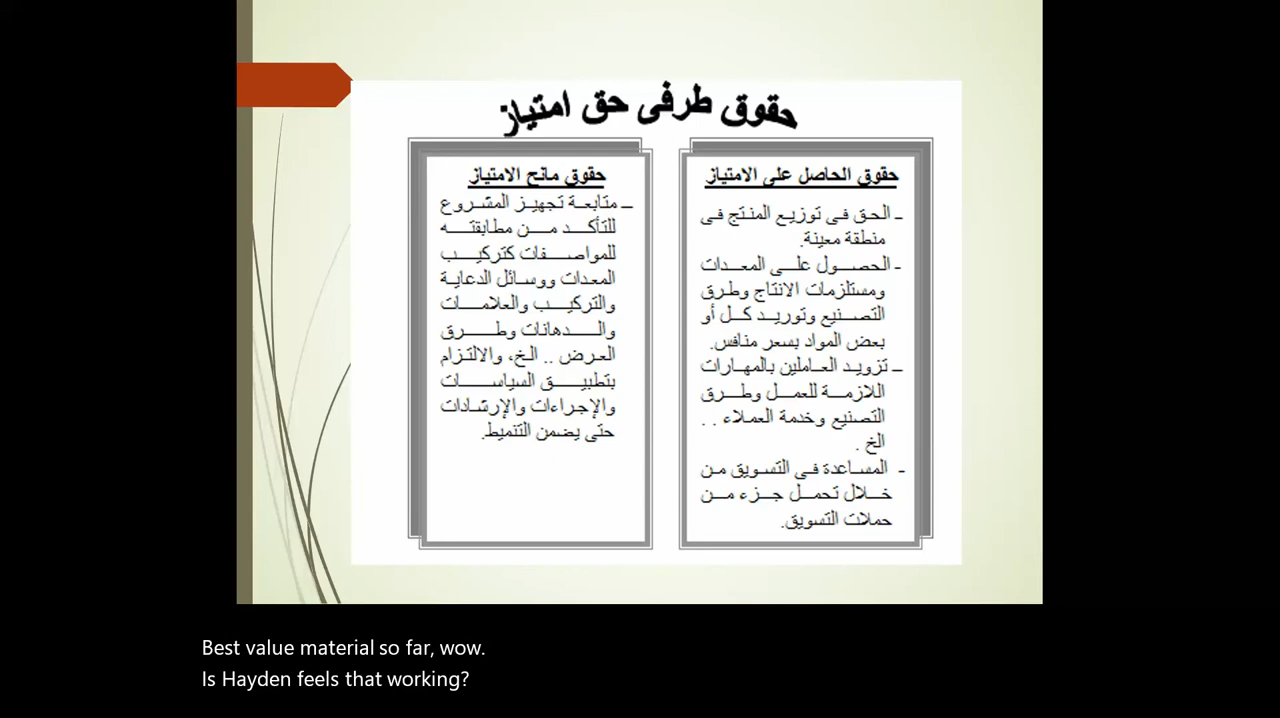 حقوق طرفى حق امتياز
حقوق الحاصل على الامتياز
ـ الحق فى توزيع المنتج فى
منطقة معينة.
- الحصول على المعدات
ومستلزمات الانتاج وطرق
التصنيع وتوريد كل أو
بعض المواد بسعر منافس.
ـ تزويد العاملين بالمهارات
اللازمة للعمل وطرق
التصنيع وخدمة العملاء . .
الخ .
- المساعدة فى التسويق من
خلال تحمل جزء من
حملات التسويق.
حقوق مانح الامتياز
ـ متابعة تجهيز المشروع
للتأكد من مطابقته
للمواصفات كتركيب
المعدات ووسائل الدعاية
والتركيب والعلامات
والدهانات وطرق
العرض .. الخ، والالتزام
بتطبيق السياسات
والإجراءات والإرشادات
حتى يضمن التنميط.
Best value material so far, wow.
Is Hayden feels that working?